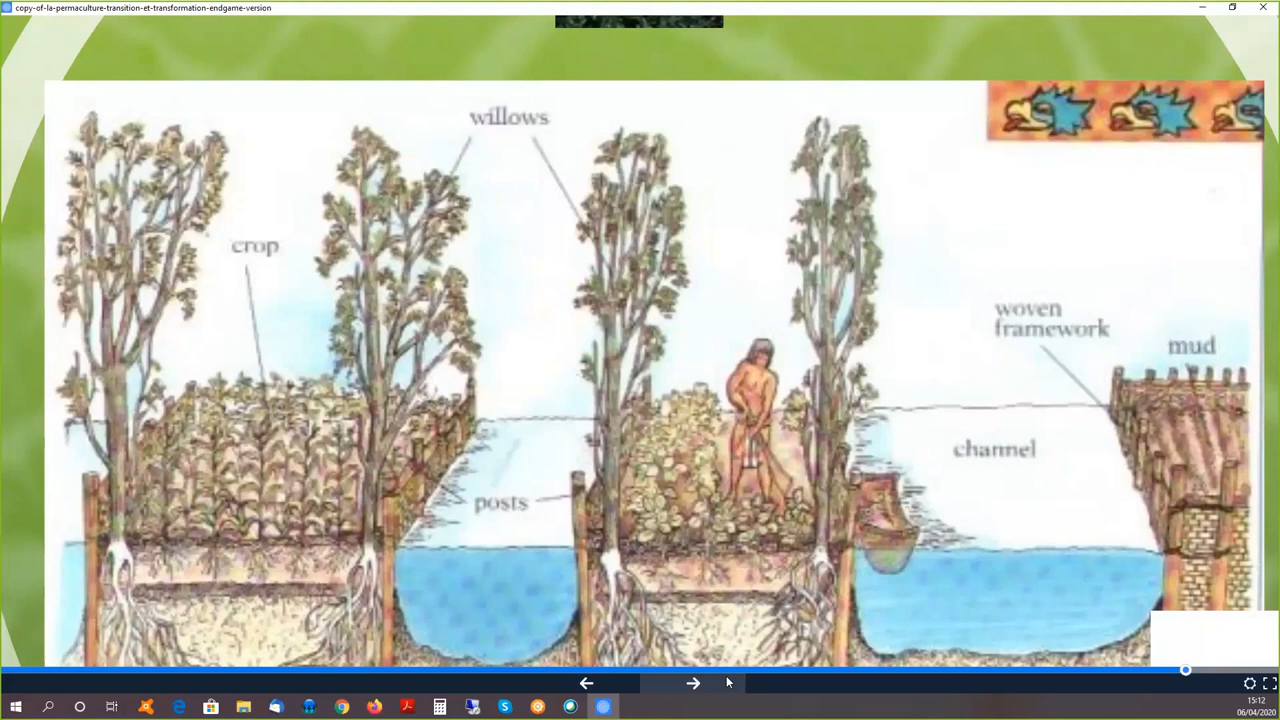 copy-of-la-permaculture-transition-et-transformation-endgame-version
willows
crop
woven
framework
mud
channel
posts
15:12
06/04/2020